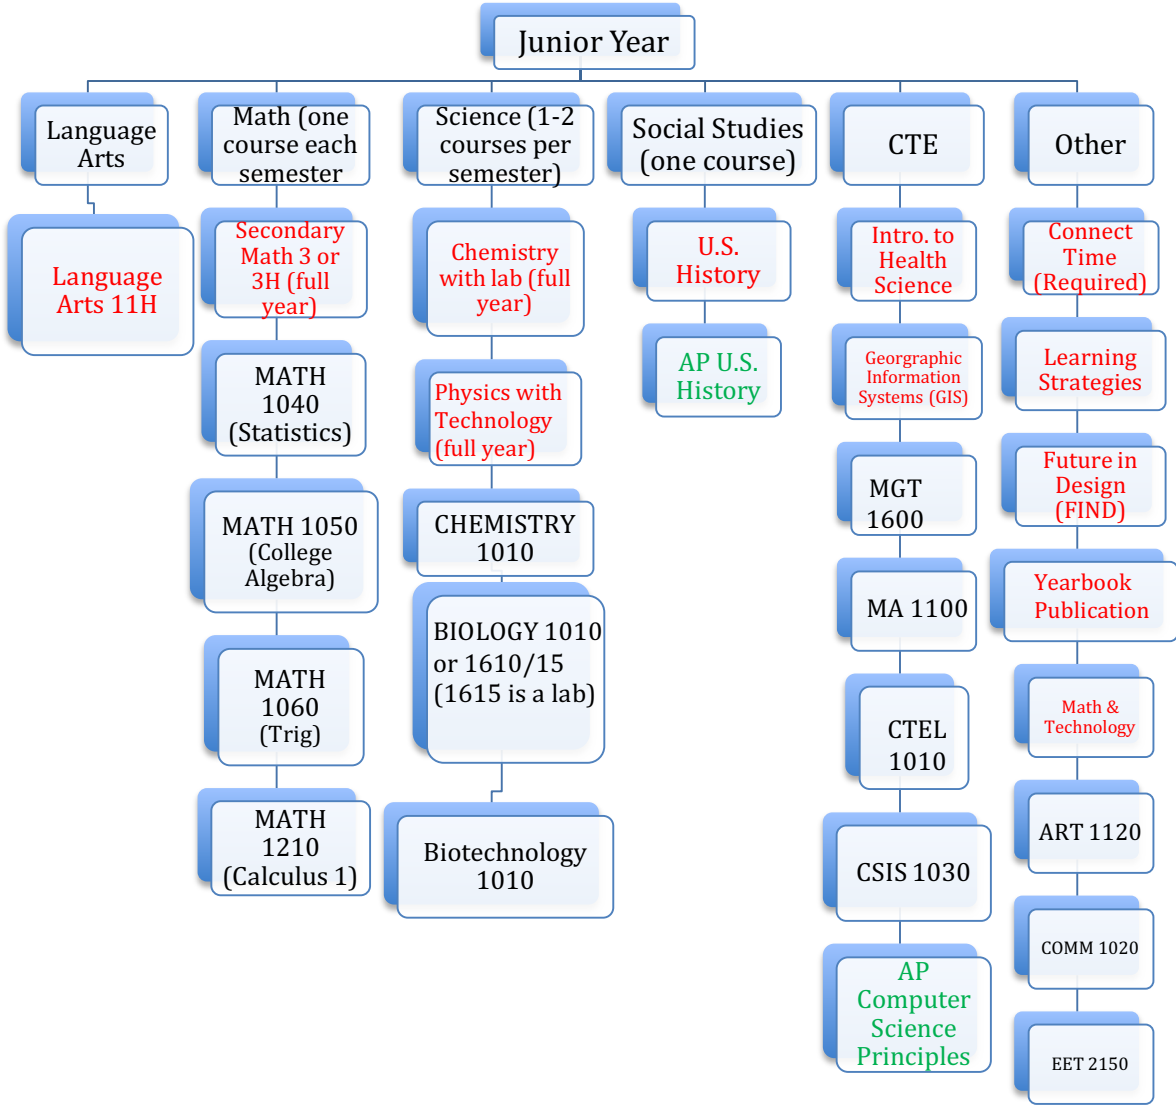 Junior Year
Language
Arts
Language
Arts 11H
Math (one
course each
semester
Secondary
Math 3 or
3H (full
year)
MATH
1040
(Statistics)
MATH 1050
(College
Algebra)
MATH
1060
(Trig)
MATH
1210
(Calculus 1)
Science (1-2
courses per
semester)
Chemistry
with lab (full
year)
Physics with
Technology
(full year)
CHEMISTRY
1010
BIOLOGY 1010
or 1610/15
(1615 is a lab)
Biotechnology
1010
Social Studies
(one course)
U.S.
History
AP U.S.
History
CTE
Intro. to
Health
Science
Georgraphic
Information
Systems (GIS)
MGT
1600
MA 1100
CTEL
1010
CSIS 1030
AP
Computer
Science
Principles
Other
Connect
Time
(Required)
Learning
Strategies
Future in
Design
(FIND)
Yearbook
Publication
Math &
Technology
ART 1120
COMM 1020
EET 2150